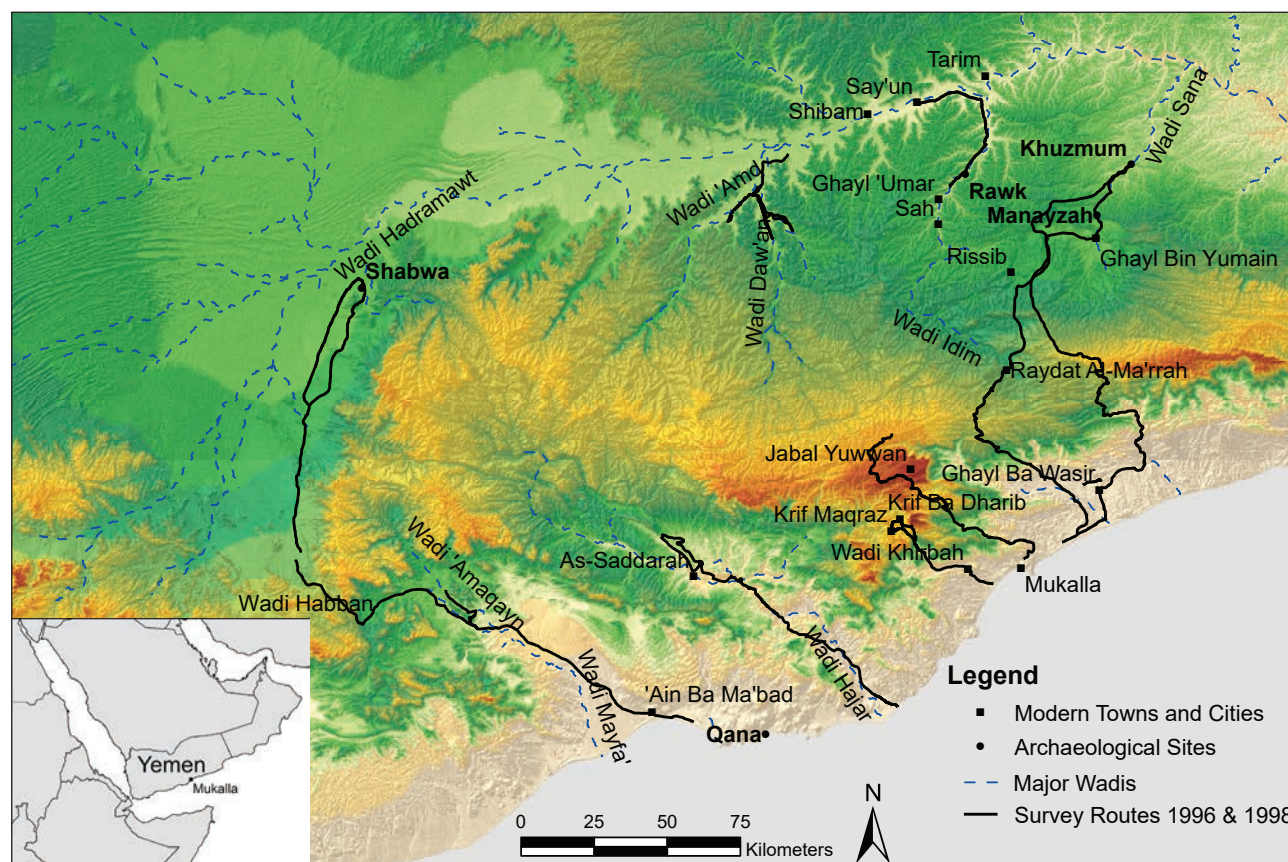 Tarim
Say'un
Shibam
Wadi Sana
Khuzmum
Wadi 'Amd
Ghayl 'Umar
Rawk
Sah
Manayzah
Wadi Hadramawt
Shabwa
Wadi Daw'an
Rissib
Ghayl Bin Yumain
Wadi Idim
Raydat Al-Ma'rrah
Jabal Yuwwan
Ghayl Ba Wasir
Krif Ba Dharib
Krif Maqraz
Wadi Khirbah
As-Saddarah
Mukalla
Wadi 'Amaqayn
Wadi Habban
Wadi Hajar
Wadi Mayfa'
'Ain Ba Ma'bad
Qana
Legend
Modern Towns and Cities
Archaeological Sites
Major Wadis
Survey Routes 1996 & 1998
N
0 25 50 75
Kilometers
Yemen
Mukalla